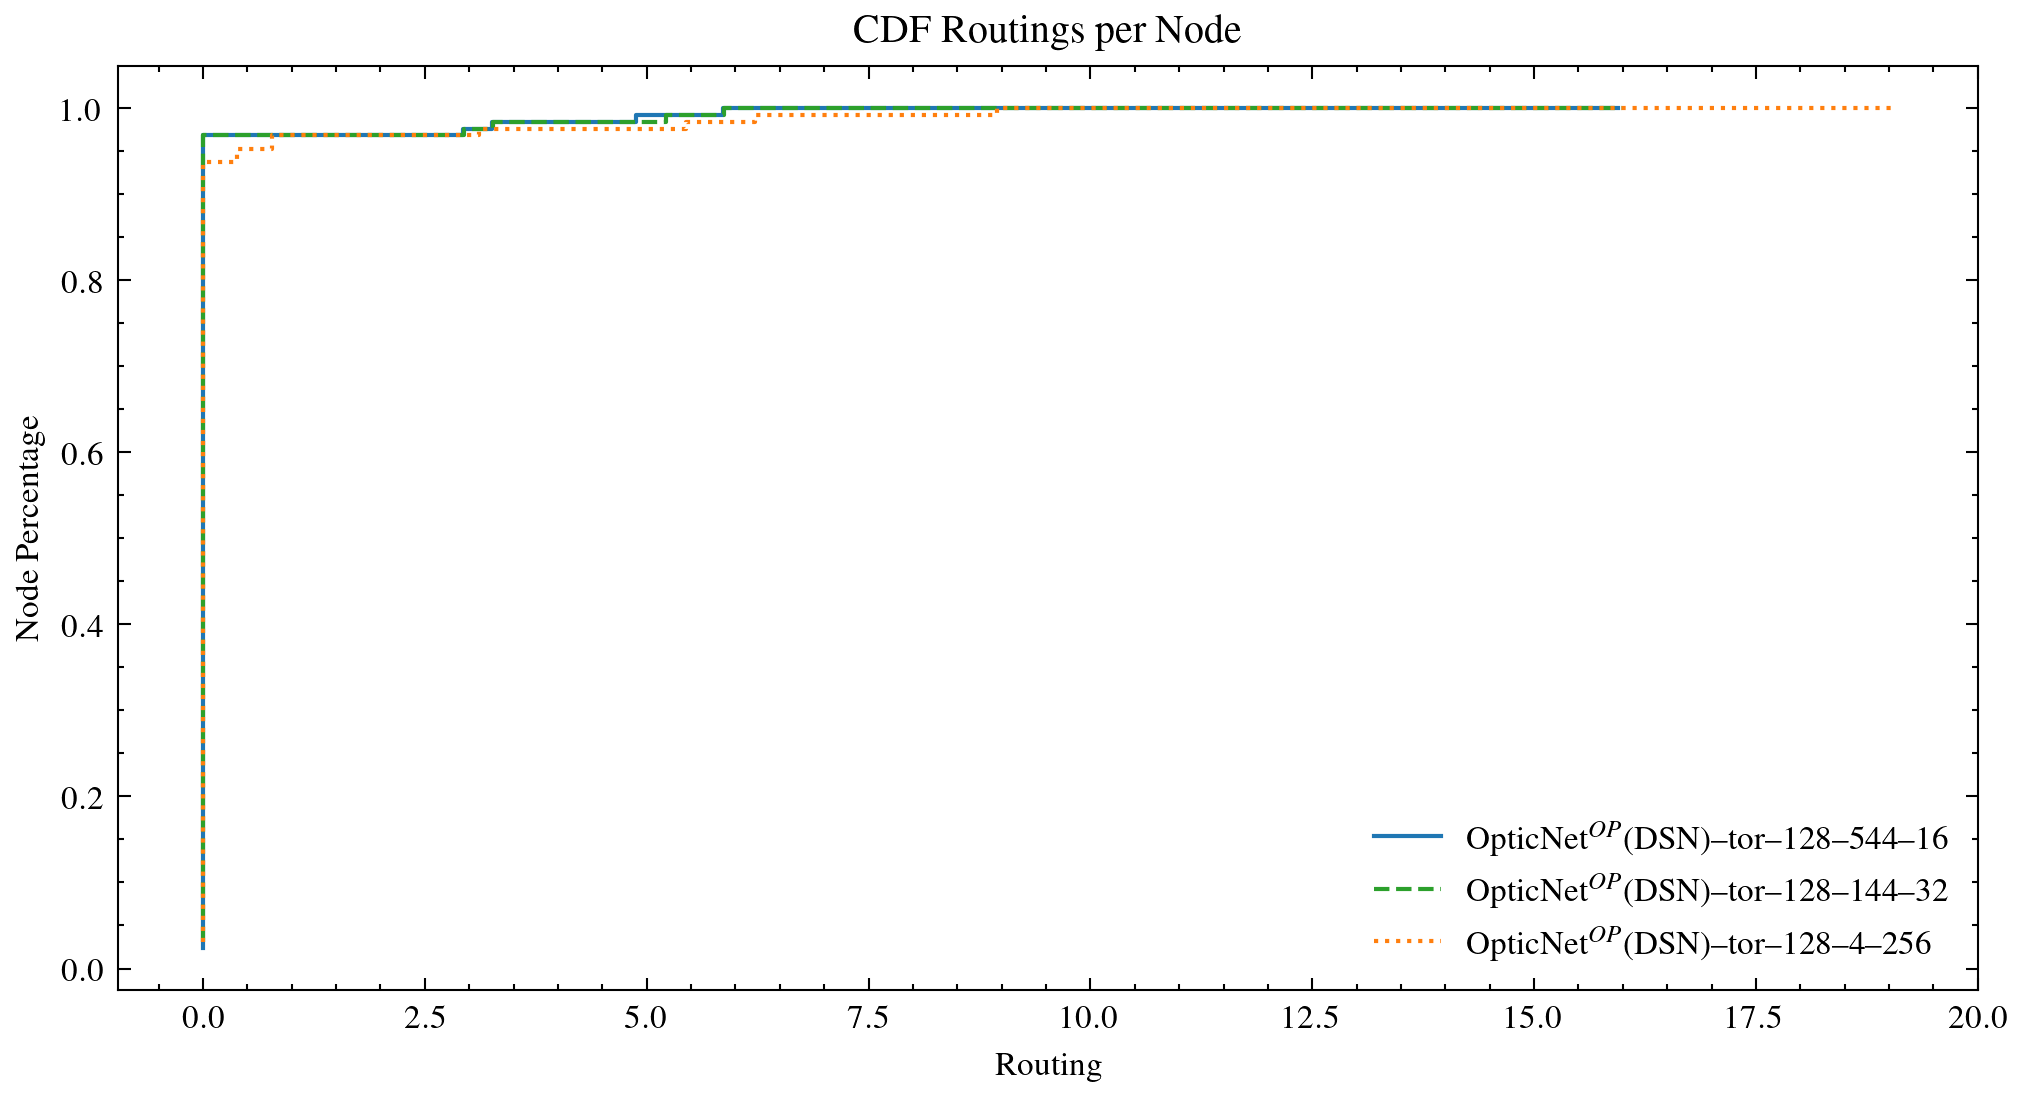 CDF Routings per Node
1.0
0.8
0.6
0.4
0.2
0.0
Node Percentage
OpticNet^OP(DSN)–tor–128–544–16
OpticNet^OP(DSN)–tor–128–144–32
OpticNet^OP(DSN)–tor–128–4–256
0.0 2.5 5.0 7.5 10.0 12.5 15.0 17.5 20.0
Routing